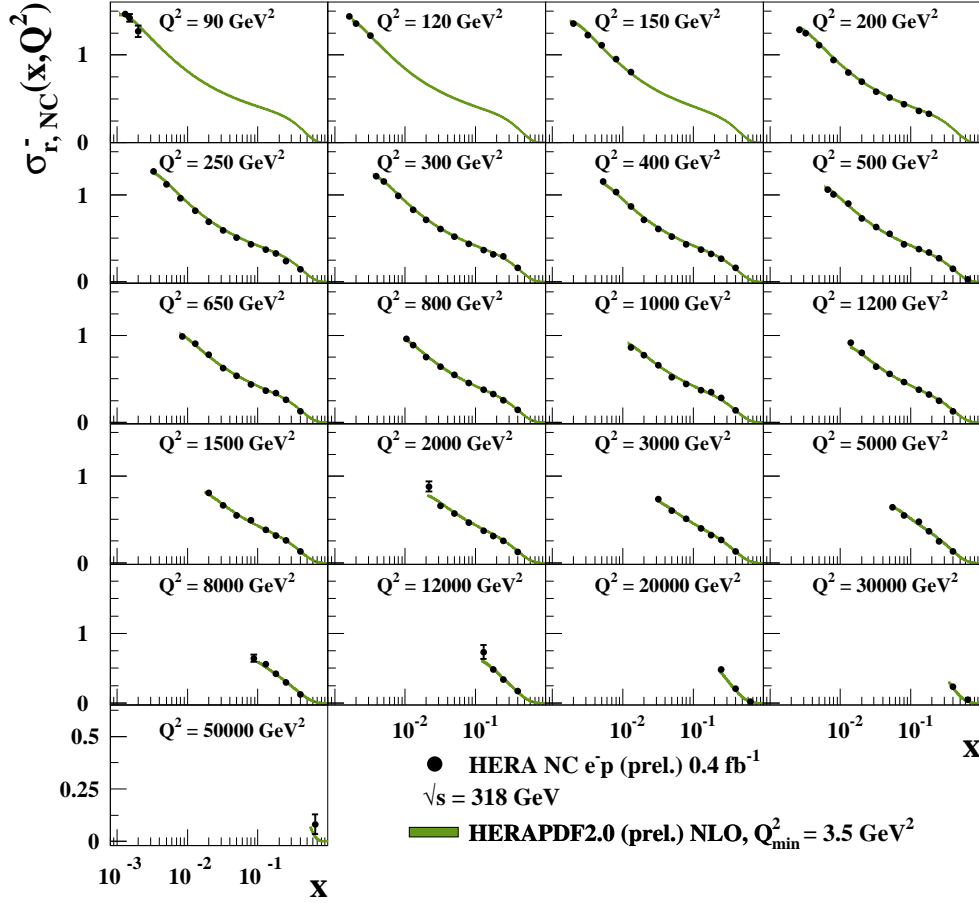 σ⁻r, NC(x,Q²)
Q² = 90 GeV²
Q² = 120 GeV²
Q² = 150 GeV²
Q² = 200 GeV²
1
0
Q² = 250 GeV²
Q² = 300 GeV²
Q² = 400 GeV²
Q² = 500 GeV²
1
0
Q² = 650 GeV²
Q² = 800 GeV²
Q² = 1000 GeV²
Q² = 1200 GeV²
1
0
Q² = 1500 GeV²
Q² = 2000 GeV²
Q² = 3000 GeV²
Q² = 5000 GeV²
1
0
Q² = 8000 GeV²
Q² = 12000 GeV²
Q² = 20000 GeV²
Q² = 30000 GeV²
1
0
Q² = 50000 GeV²
10⁻² 10⁻¹ 10⁻² 10⁻¹ 10⁻² 10⁻¹
x
0.5
0.25
0
10⁻³ 10⁻² 10⁻¹
x
HERA NC e⁻p (prel.) 0.4 fb⁻¹
√s = 318 GeV
HERAPDF2.0 (prel.) NLO, Q²min = 3.5 GeV²